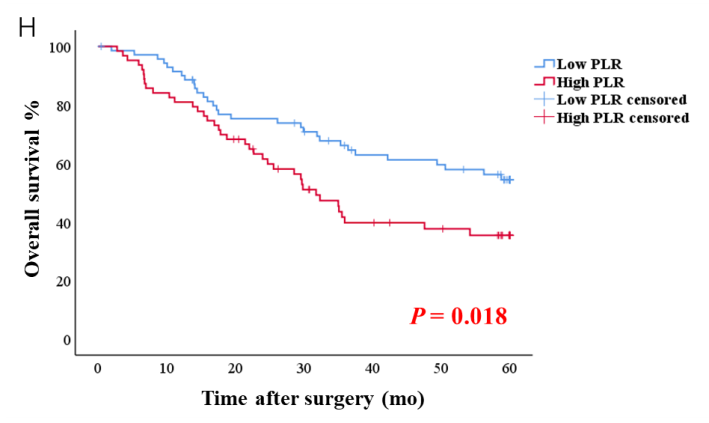 H
100
80
60
40
20
0
Overall survival %
0 10 20 30 40 50 60
Time after surgery (mo)
P = 0.018
Low PLR
High PLR
Low PLR censored
High PLR censored